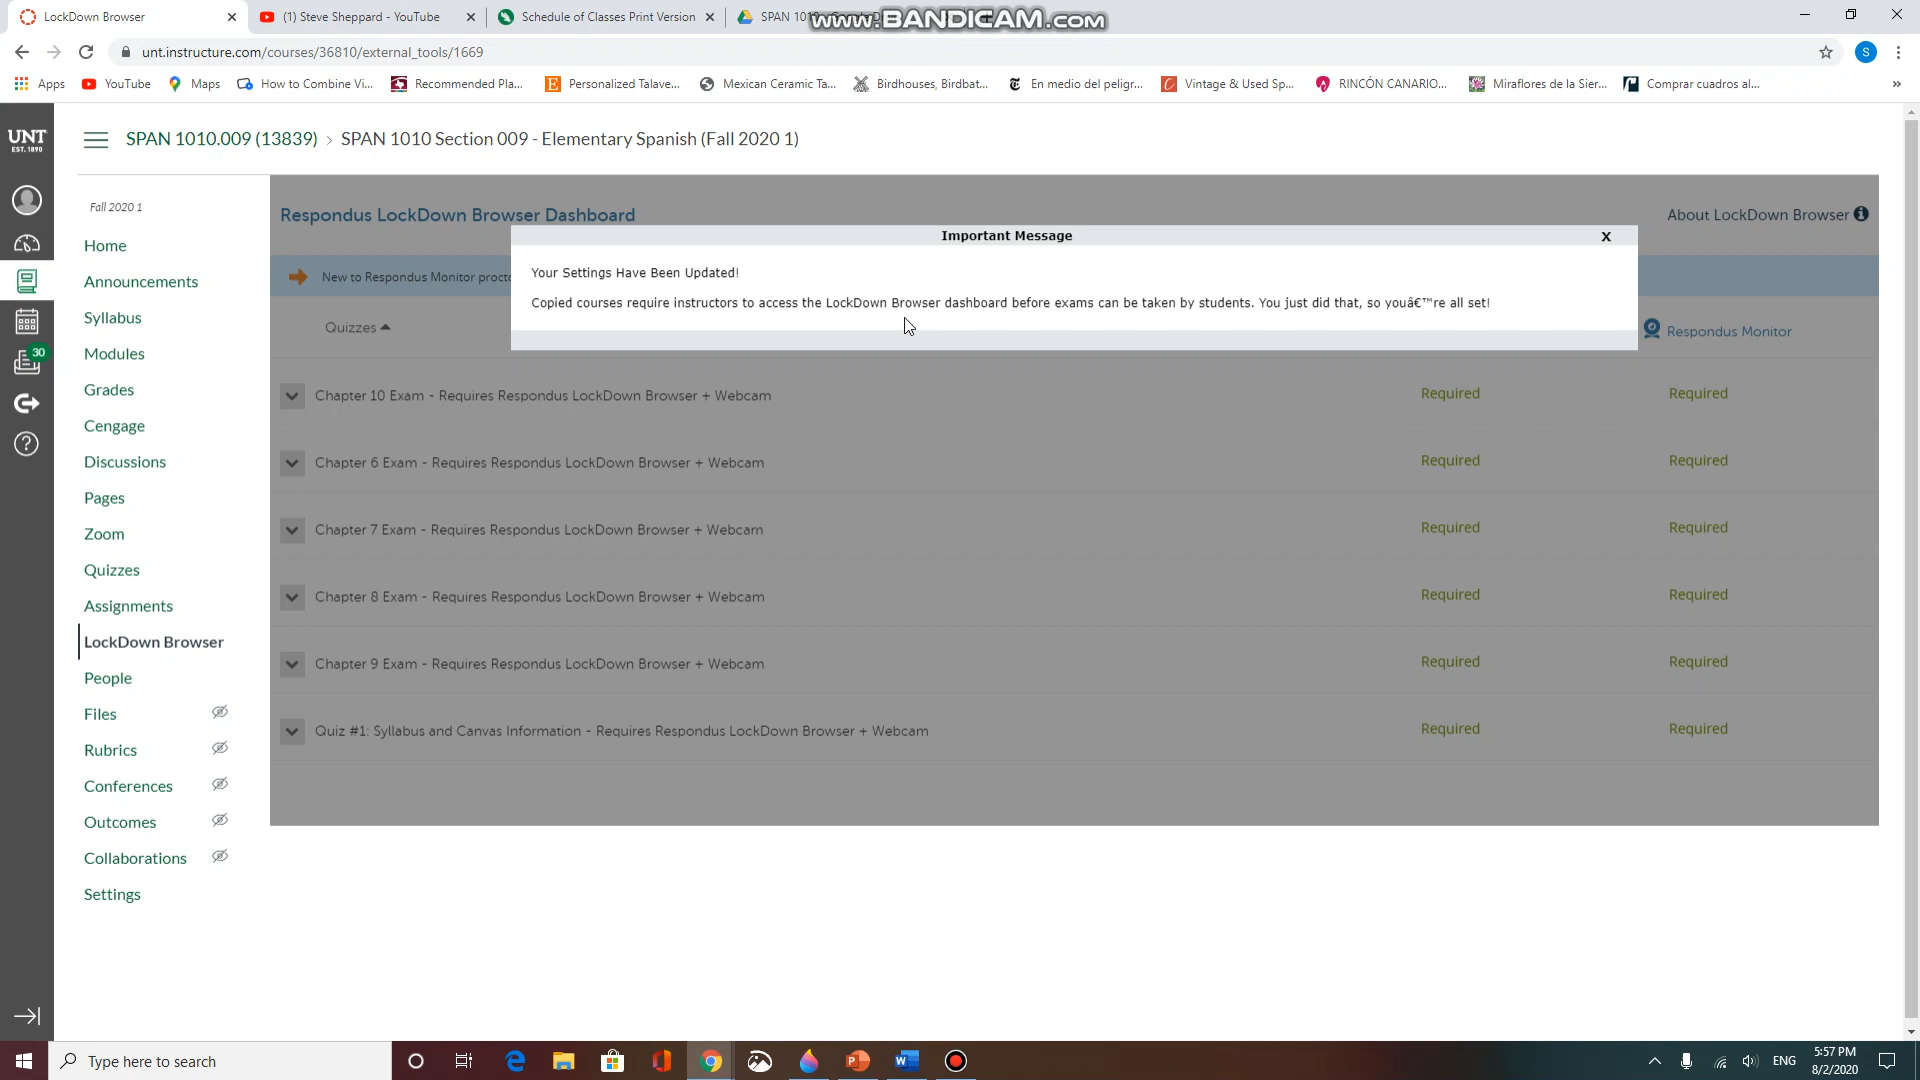 LockDown Browser
(1) Steve Sheppard - YouTube
Schedule of Classes Print Version
SPAN 101
www.BANDICAM.com
unt.instructure.com/courses/36810/external_tools/1669
S
Apps
YouTube
Maps
How to Combine Vi...
Recommended Pla...
Personalized Talave...
Mexican Ceramic Ta...
Birdhouses, Birdbat...
En medio del peligr...
Vintage & Used Sp...
RINCÓN CANARIO...
Miraflores de la Sier...
Comprar cuadros al...
»
UNT
EST. 1890
SPAN 1010.009 (13839) › SPAN 1010 Section 009 - Elementary Spanish (Fall 2020 1)
30
Fall 2020 1
Home
Announcements
Syllabus
Modules
Grades
Cengage
Discussions
Pages
Zoom
Quizzes
Assignments
LockDown Browser
People
Files
Rubrics
Conferences
Outcomes
Collaborations
Settings
Respondus LockDown Browser Dashboard
About LockDown Browser
New to Respondus Monitor procto
Important Message
X
Your Settings Have Been Updated!
Copied courses require instructors to access the LockDown Browser dashboard before exams can be taken by students. You just did that, so youâ€™re all set!
Quizzes
Respondus Monitor
Chapter 10 Exam - Requires Respondus LockDown Browser + Webcam Required Required
Chapter 6 Exam - Requires Respondus LockDown Browser + Webcam Required Required
Chapter 7 Exam - Requires Respondus LockDown Browser + Webcam Required Required
Chapter 8 Exam - Requires Respondus LockDown Browser + Webcam Required Required
Chapter 9 Exam - Requires Respondus LockDown Browser + Webcam Required Required
Quiz #1: Syllabus and Canvas Information - Requires Respondus LockDown Browser + Webcam Required Required
Type here to search
ENG
5:57 PM
8/2/2020